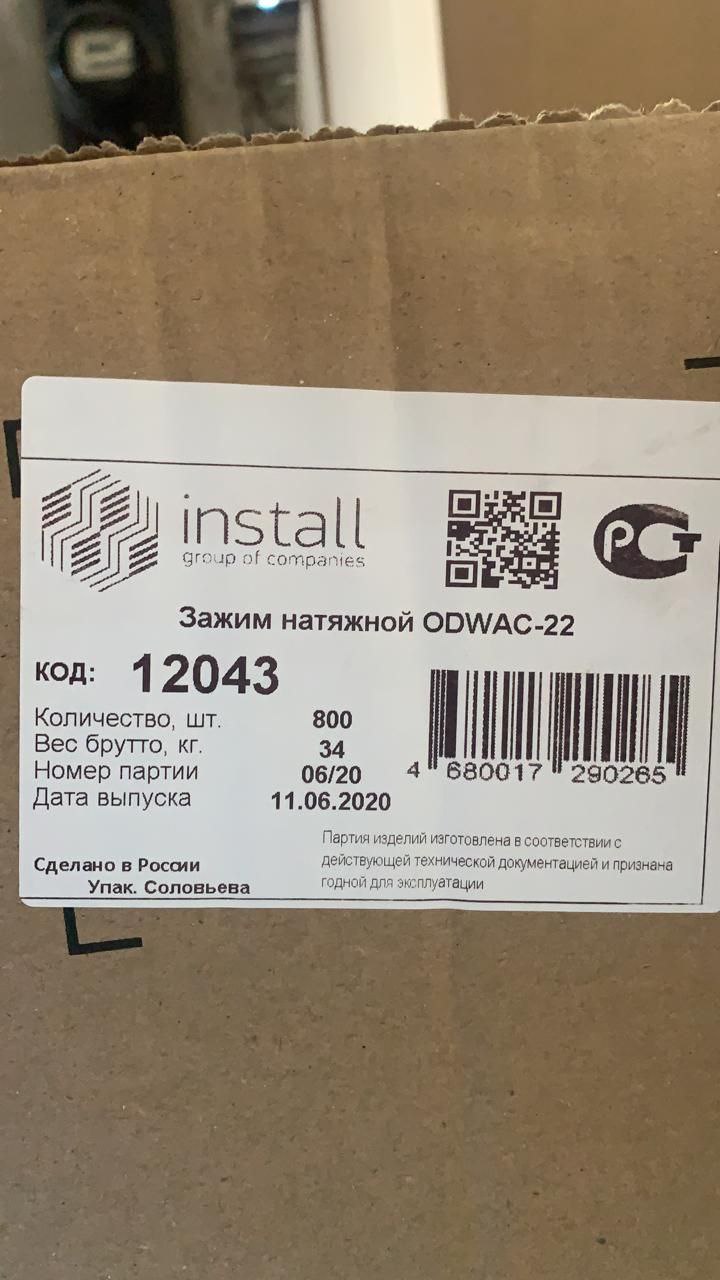 install
group of companies
РСТ
Зажим натяжной ODWAC-22
КОД: 12043
Количество, шт. 800
Вес брутто, кг. 34
Номер партии 06/20
Дата выпуска 11.06.2020
4 680017 290265
Партия изделий изготовлена в соответствии с
действующей технической документацией и признана
годной для эксплуатации
Сделано в России
Упак. Соловьева